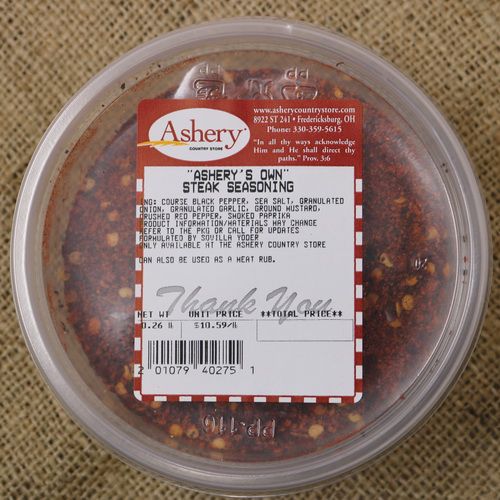 Ashery
COUNTRY STORE
www.asherycountrystore.com
8922 ST 241 • Fredericksburg, OH
Phone: 330-359-5615
"In all thy ways acknowledge
Him and He shall direct thy
paths." Prov. 3:6
"ASHERY'S OWN"
STEAK SEASONING
ING: COURSE BLACK PEPPER, SEA SALT, GRANULATED
ONION, GRANULATED GARLIC, GROUND MUSTARD,
CRUSHED RED PEPPER, SMOKED PAPRIKA
PRODUCT INFORMATION/MATERIALS MAY CHANGE
REFER TO THE PKG OR CALL FOR UPDATES
FORMULATED BY SOVILLA YODER
ONLY AVAILABLE AT THE ASHERY COUNTRY STORE
CAN ALSO BE USED AS A MEAT RUB.
Thank You
NET WT UNIT PRICE **TOTAL PRICE**
0.26 lb $10.59/lb
2 01079 40275 1
PP-110